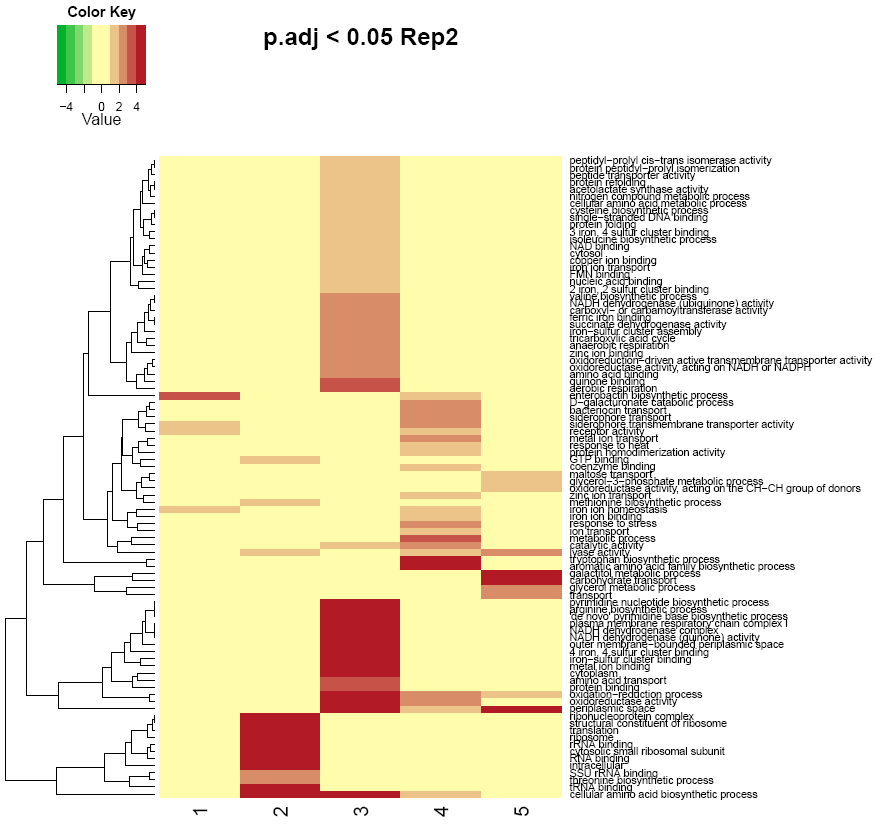 Color Key
p.adj < 0.05 Rep2
−4 0 2 4
Value
peptidyl−prolyl cis−trans isomerase activity
protein peptidyl−prolyl isomerization
peptide transporter activity
protein refolding
acetolactate synthase activity
nitrogen compound metabolic process
cellular amino acid metabolic process
cysteine biosynthetic process
single−stranded DNA binding
protein folding
3 iron, 4 sulfur cluster binding
isoleucine biosynthetic process
NAD binding
cytosol
copper ion binding
iron ion transport
FMN binding
nucleic acid binding
2 iron, 2 sulfur cluster binding
valine biosynthetic process
NADH dehydrogenase (ubiquinone) activity
carboxyl− or carbamoyltransferase activity
ferric iron binding
succinate dehydrogenase activity
iron−sulfur cluster assembly
tricarboxylic acid cycle
anaerobic respiration
zinc ion binding
oxidoreduction−driven active transmembrane transporter activity
oxidoreductase activity, acting on NADH or NADPH
amino acid binding
quinone binding
aerobic respiration
enterobactin biosynthetic process
D−galacturonate catabolic process
bacteriocin transport
siderophore transport
siderophore transmembrane transporter activity
receptor activity
metal ion transport
response to heat
protein homodimerization activity
GTP binding
coenzyme binding
maltose transport
glycerol−3−phosphate metabolic process
oxidoreductase activity, acting on the CH−CH group of donors
zinc ion transport
methionine biosynthetic process
iron ion homeostasis
iron ion binding
response to stress
ion transport
metabolic process
catalytic activity
lyase activity
tryptophan biosynthetic process
aromatic amino acid family biosynthetic process
galactitol metabolic process
carbohydrate transport
glycerol metabolic process
transport
pyrimidine nucleotide biosynthetic process
arginine biosynthetic process
'de novo' pyrimidine base biosynthetic process
plasma membrane respiratory chain complex I
NADH dehydrogenase complex
NADH dehydrogenase (quinone) activity
outer membrane−bounded periplasmic space
4 iron, 4 sulfur cluster binding
iron−sulfur cluster binding
metal ion binding
cytoplasm
amino acid transport
protein binding
oxidation−reduction process
oxidoreductase activity
periplasmic space
ribonucleoprotein complex
structural constituent of ribosome
translation
ribosome
rRNA binding
cytosolic small ribosomal subunit
RNA binding
intracellular
SSU rRNA binding
threonine biosynthetic process
tRNA binding
cellular amino acid biosynthetic process
1 2 3 4 5